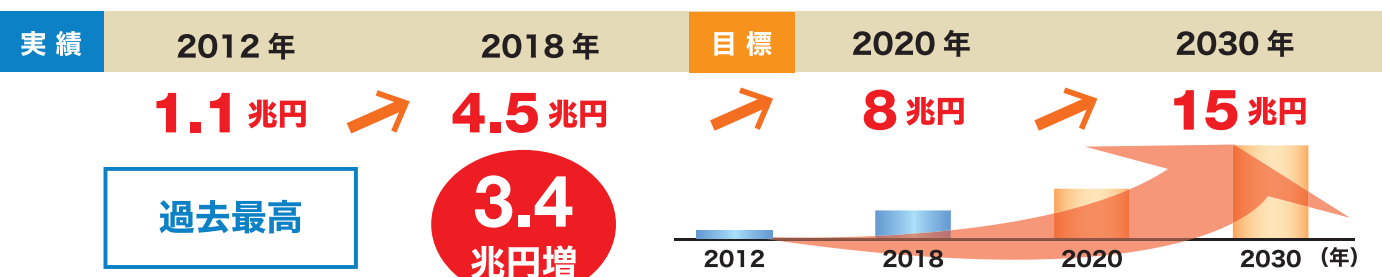 実績 2012年 2018年 目標 2020年 2030年
1.1兆円 4.5兆円 8兆円 15兆円
過去最高
3.4
兆円増
2012 2018 2020 2030 (年)